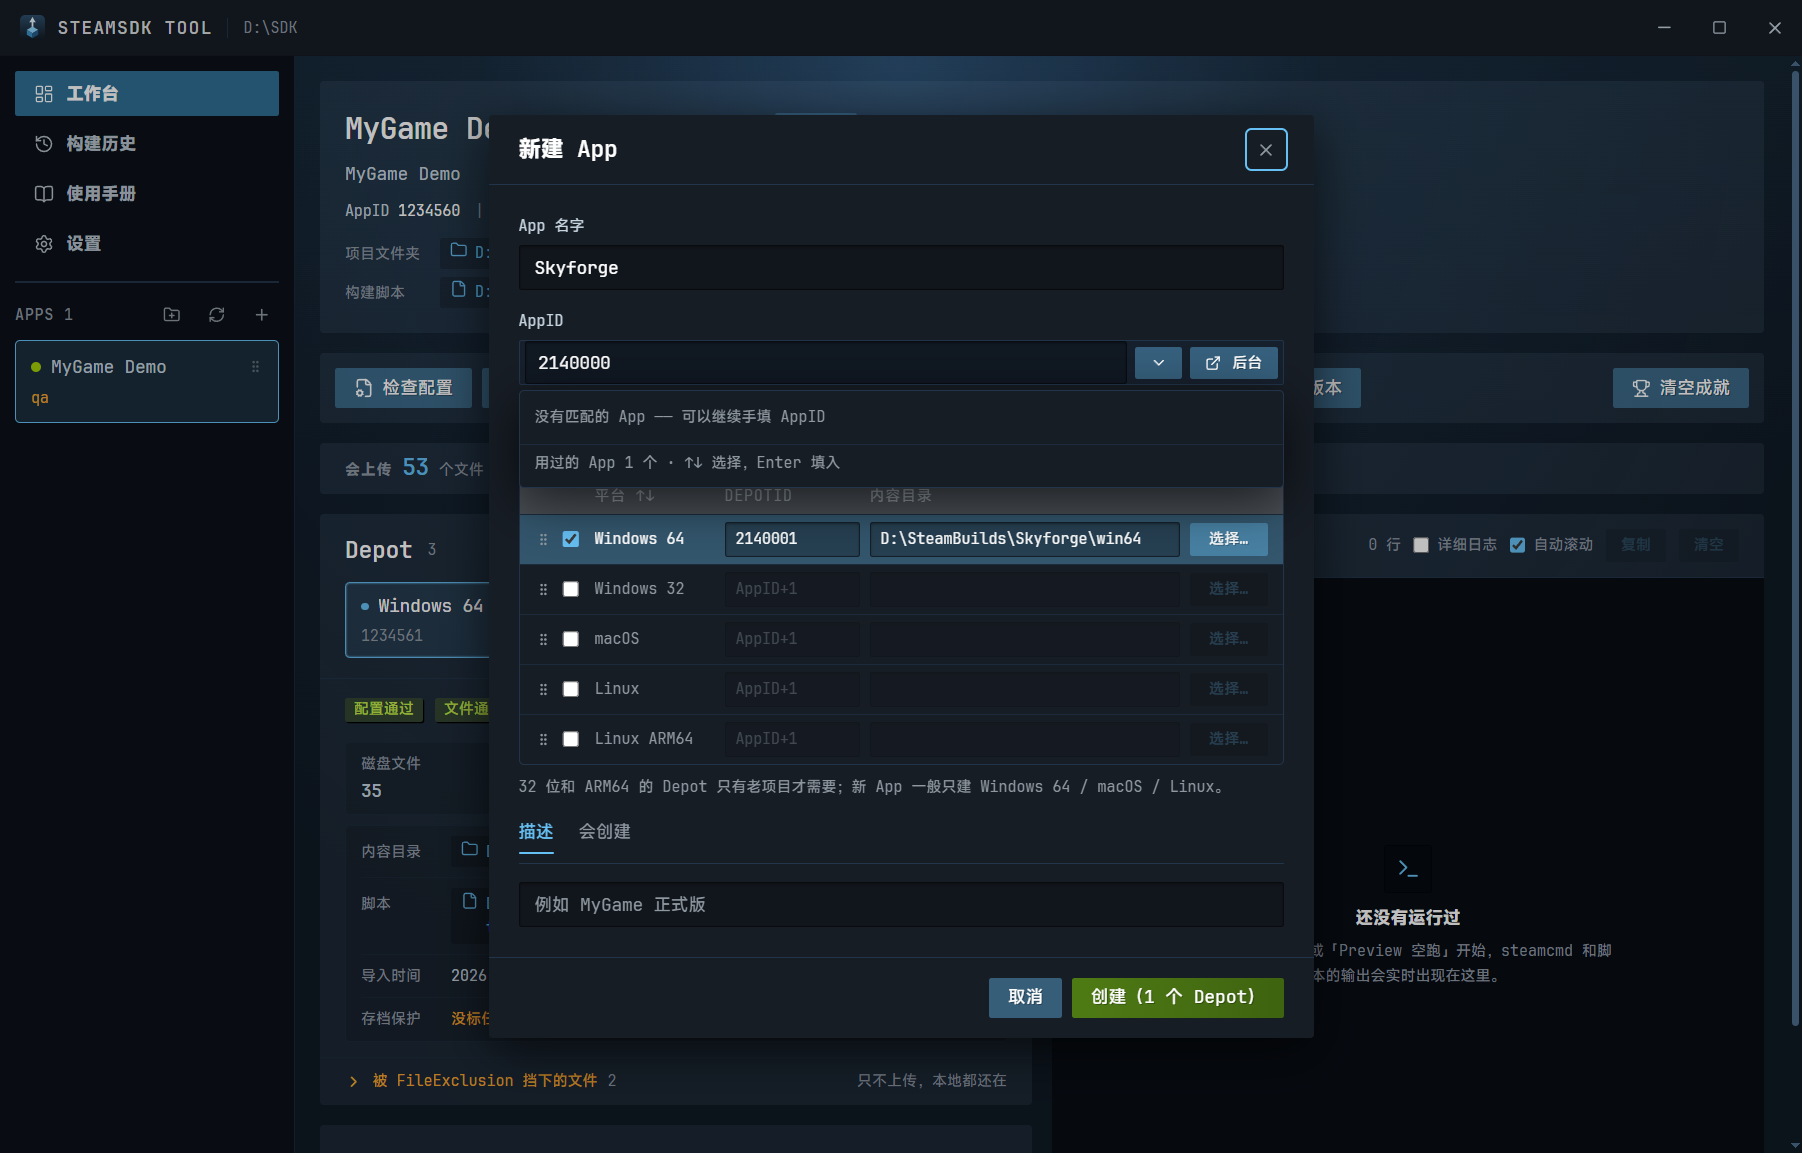 STEAMSDK TOOL
D:\SDK
工作台
构建历史
使用手册
设置
APPS 1
MyGame Demo
qa
MyGame De
MyGame Demo
AppID 1234560
项目文件夹
D:
构建脚本
D:
检查配置
版本
清空成就
会上传 53 个文件
Depot 3
Windows 64
1234561
配置通过
文件通
磁盘文件
35
内容目录
脚本
导入时间
2026
存档保护
没标任
被 FileExclusion 挡下的文件 2
只不上传，本地都还在
0 行
详细日志
自动滚动
复制
清空
还没有运行过
或「Preview 空跑」开始，steamcmd 和脚
本的输出会实时出现在这里。
新建 App
App 名字
Skyforge
AppID
2140000
后台
没有匹配的 App —— 可以继续手填 AppID
用过的 App 1 个 · ↑↓ 选择，Enter 填入
平台 ↑↓
DEPOTID
内容目录
Windows 64
2140001
D:\SteamBuilds\Skyforge\win64
选择…
Windows 32
AppID+1
选择…
macOS
AppID+1
选择…
Linux
AppID+1
选择…
Linux ARM64
AppID+1
选择…
32 位和 ARM64 的 Depot 只有老项目才需要；新 App 一般只建 Windows 64 / macOS / Linux。
描述
会创建
例如 MyGame 正式版
取消
创建（1 个 Depot）